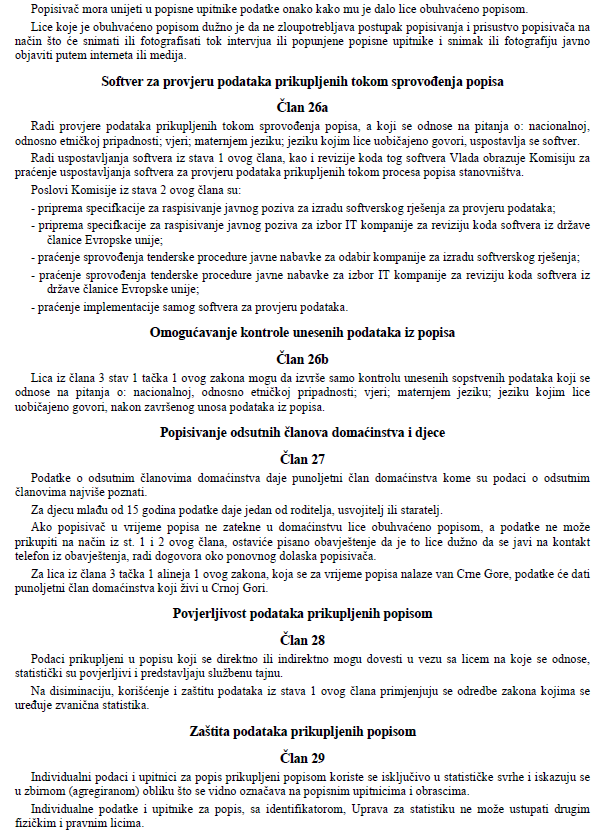 Popisivač mora unijeti u popisne upitnike podatke onako kako mu je dalo lice obuhvaćeno popisom.
Lice koje je obuhvaćeno popisom dužno je da ne zloupotrebljava postupak popisivanja i prisustvo popisivača na
način što će snimati ili fotografisati tok intervjua ili popunjene popisne upitnike i snimak ili fotografiju javno
objaviti putem interneta ili medija.
Softver za provjeru podataka prikupljenih tokom sprovođenja popisa
Član 26a
Radi provjere podataka prikupljenih tokom sprovođenja popisa, a koji se odnose na pitanja o: nacionalnoj,
odnosno etničkoj pripadnosti; vjeri; maternjem jeziku; jeziku kojim lice uobičajeno govori, uspostavlja se softver.
Radi uspostavljanja softvera iz stava 1 ovog člana, kao i revizije koda tog softvera Vlada obrazuje Komisiju za
praćenje uspostavljanja softvera za provjeru podataka prikupljenih tokom procesa popisa stanovništva.
Poslovi Komisije iz stava 2 ovog člana su:
- priprema specifkacije za raspisivanje javnog poziva za izradu softverskog rješenja za provjeru podataka;
- priprema specifkacije za raspisivanje javnog poziva za izbor IT kompanije za reviziju koda softvera iz države
članice Evropske unije;
- praćenje sprovođenja tenderske procedure javne nabavke za odabir kompanije za izradu softverskog rješenja;
- praćenje sprovođenja tenderske procedure javne nabavke za izbor IT kompanije za reviziju koda softvera iz
države članice Evropske unije;
- praćenje implementacije samog softvera za provjeru podataka.
Omogućavanje kontrole unesenih podataka iz popisa
Član 26b
Lica iz člana 3 stav 1 tačka 1 ovog zakona mogu da izvrše samo kontrolu unesenih sopstvenih podataka koji se
odnose na pitanja o: nacionalnoj, odnosno etničkoj pripadnosti; vjeri; maternjem jeziku; jeziku kojim lice
uobičajeno govori, nakon završenog unosa podataka iz popisa.
Popisivanje odsutnih članova domaćinstva i djece
Član 27
Podatke o odsutnim članovima domaćinstva daje punoljetni član domaćinstva kome su podaci o odsutnim
članovima najviše poznati.
Za djecu mlađu od 15 godina podatke daje jedan od roditelja, usvojitelj ili staratelj.
Ako popisivač u vrijeme popisa ne zatekne u domaćinstvu lice obuhvaćeno popisom, a podatke ne može
prikupiti na način iz st. 1 i 2 ovog člana, ostaviće pisano obavještenje da je to lice dužno da se javi na kontakt
telefon iz obavještenja, radi dogovora oko ponovnog dolaska popisivača.
Za lica iz člana 3 tačka 1 alineja 1 ovog zakona, koja se za vrijeme popisa nalaze van Crne Gore, podatke će dati
punoljetni član domaćinstva koji živi u Crnoj Gori.
Povjerljivost podataka prikupljenih popisom
Član 28
Podaci prikupljeni u popisu koji se direktno ili indirektno mogu dovesti u vezu sa licem na koje se odnose,
statistički su povjerljivi i predstavljaju službenu tajnu.
Na disiminaciju, korišćenje i zaštitu podataka iz stava 1 ovog člana primjenjuju se odredbe zakona kojima se
uređuje zvanična statistika.
Zaštita podataka prikupljenih popisom
Član 29
Individualni podaci i upitnici za popis prikupljeni popisom koriste se isključivo u statističke svrhe i iskazuju se
u zbirnom (agregiranom) obliku što se vidno označava na popisnim upitnicima i obrascima.
Individualne podatke i upitnike za popis, sa identifikatorom, Uprava za statistiku ne može ustupati drugim
fizičkim i pravnim licima.